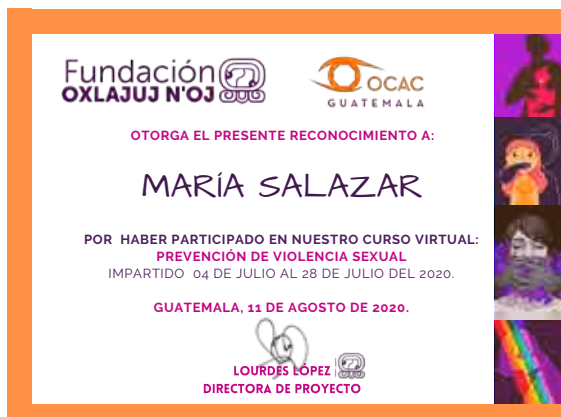 Fundación
OXLAJUJ N'OJ
OCAC
GUATEMALA
OTORGA EL PRESENTE RECONOCIMIENTO A:
MARÍA SALAZAR
POR HABER PARTICIPADO EN NUESTRO CURSO VIRTUAL:
PREVENCIÓN DE VIOLENCIA SEXUAL
IMPARTIDO 04 DE JULIO AL 28 DE JULIO DEL 2020.
GUATEMALA, 11 DE AGOSTO DE 2020.
LOURDES LÓPEZ
DIRECTORA DE PROYECTO